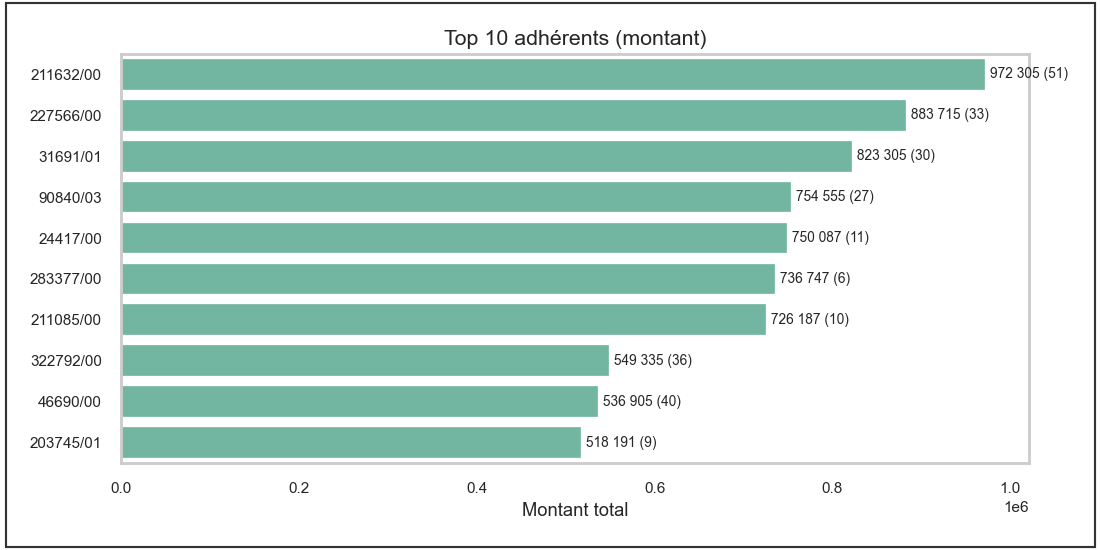 Top 10 adhérents (montant)
211632/00 972 305 (51)
227566/00 883 715 (33)
31691/01 823 305 (30)
90840/03 754 555 (27)
24417/00 750 087 (11)
283377/00 736 747 (6)
211085/00 726 187 (10)
322792/00 549 335 (36)
46690/00 536 905 (40)
203745/01 518 191 (9)
0.0 0.2 0.4 0.6 0.8 1.0
1e6
Montant total